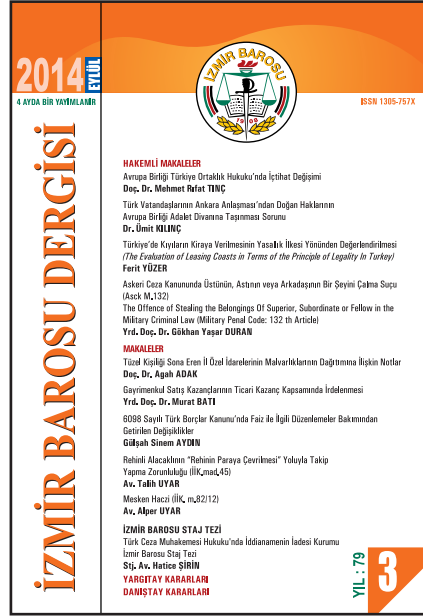 2014
EYLÜL
4 AYDA BİR YAYIMLANIR
İZMİR BAROSU
1908
ISSN 1305-757X
İZMİR BAROSU DERGİSİ
HAKEMLİ MAKALELER
Avrupa Birliği Türkiye Ortaklık Hukuku'nda İçtihat Değişimi
Doç. Dr. Mehmet Rıfat TINÇ
Türk Vatandaşlarının Ankara Anlaşması'ndan Doğan Haklarının
Avrupa Birliği Adalet Divanına Taşınması Sorunu
Dr. Ümit KILINÇ
Türkiye'de Kıyıların Kiraya Verilmesinin Yasallık İlkesi Yönünden Değerlendirilmesi
(The Evaluation of Leasing Coasts in Terms of the Principle of Legality In Turkey)
Ferit YÜZER
Askeri Ceza Kanununda Üstünün, Astının veya Arkadaşının Bir Şeyini Çalma Suçu
(Asck M.132)
The Offence of Stealing the Belongings Of Superior, Subordinate or Fellow in the
Military Criminal Law (Military Penal Code: 132 th Article)
Yrd. Doç. Dr. Gökhan Yaşar DURAN
MAKALELER
Tüzel Kişiliği Sona Eren İl Özel İdarelerinin Malvarlıklarının Dağıtımına İlişkin Notlar
Doç. Dr. Agah ADAK
Gayrimenkul Satış Kazançlarının Ticari Kazanç Kapsamında İrdelenmesi
Yrd. Doç. Dr. Murat BATI
6098 Sayılı Türk Borçlar Kanunu'nda Faiz ile İlgili Düzenlemeler Bakımından
Getirilen Değişiklikler
Gülşah Sinem AYDIN
Rehinli Alacaklının "Rehinin Paraya Çevrilmesi" Yoluyla Takip
Yapma Zorunluluğu (İİK.mad.45)
Av. Talih UYAR
Mesken Haczi (İİK. m.82/12)
Av. Alper UYAR
İZMİR BAROSU STAJ TEZİ
Türk Ceza Muhakemesi Hukuku'nda İddianamenin İadesi Kurumu
İzmir Barosu Staj Tezi
Stj. Av. Hatice ŞİRİN
YARGITAY KARARLARI
DANIŞTAY KARARLARI
YIL : 79
3